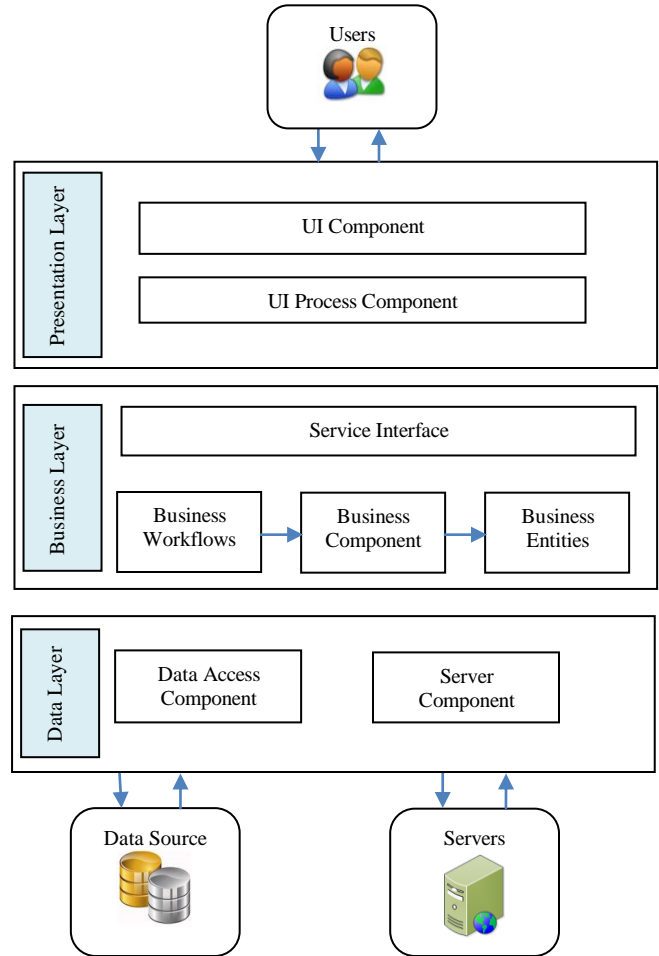 Users
Presentation Layer
UI Component
UI Process Component
Business Layer
Service Interface
Business
Workflows
Business
Component
Business
Entities
Data Layer
Data Access
Component
Server
Component
Data Source
Servers